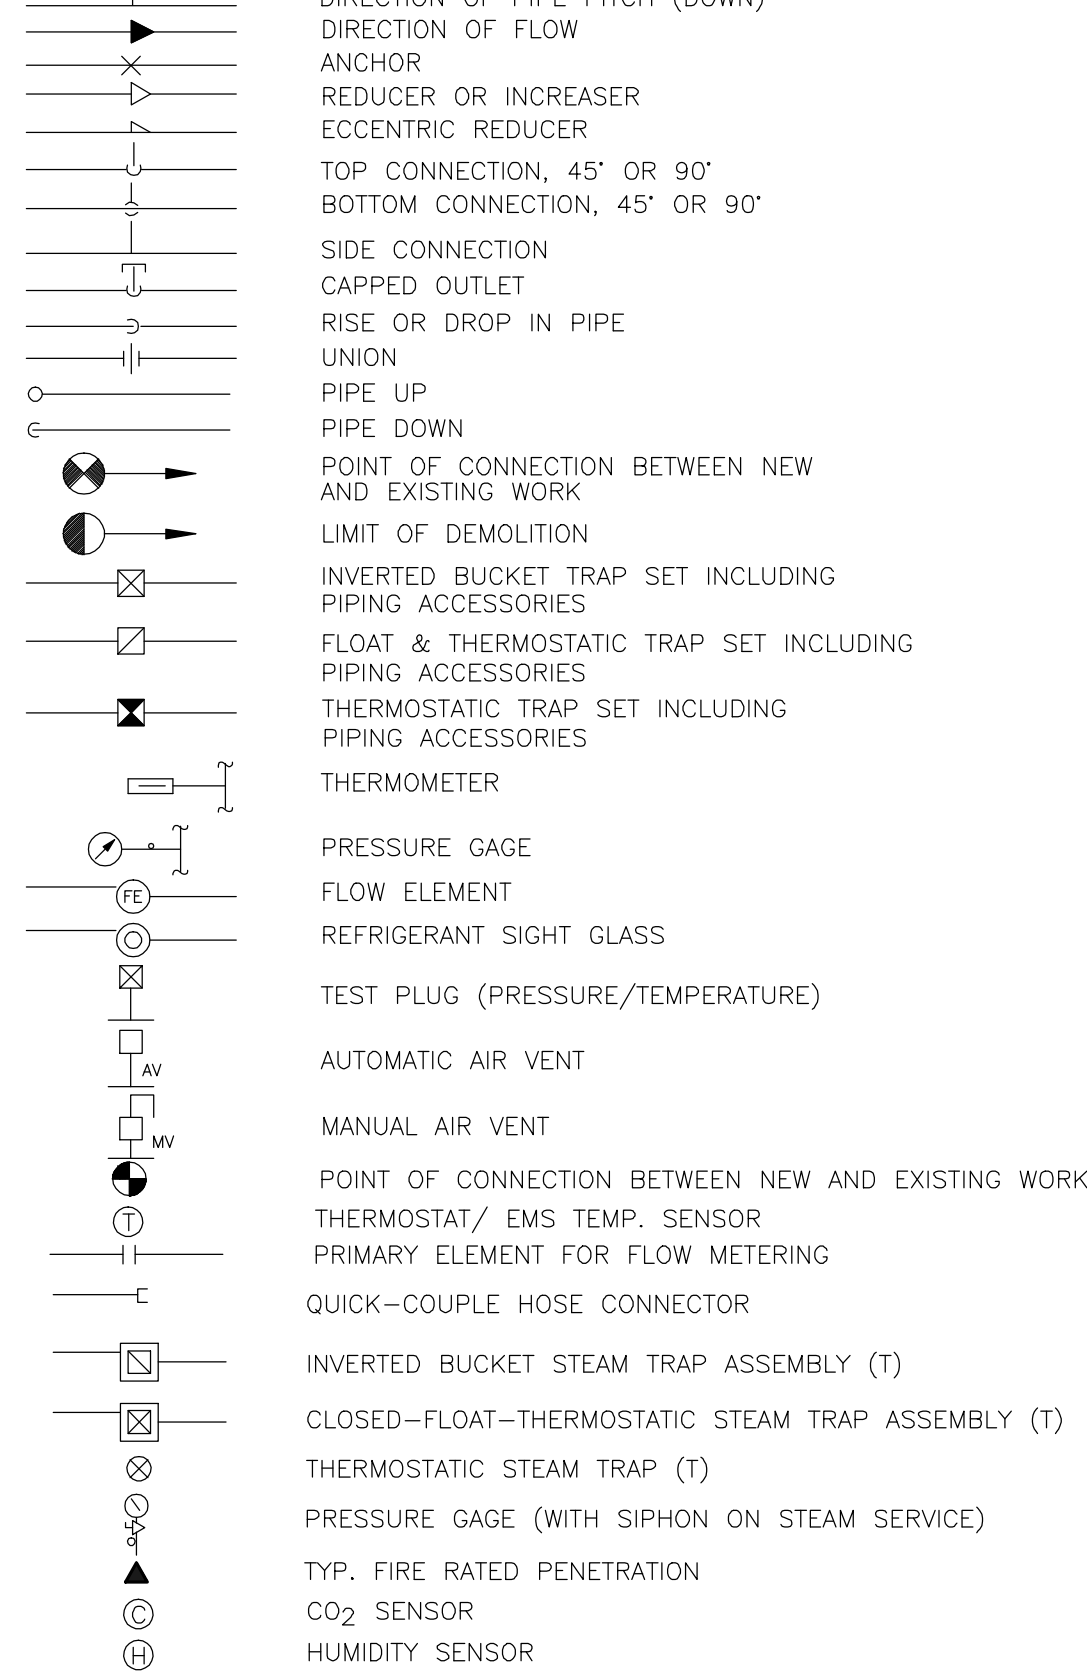 DIRECTION OF PIPE PITCH (DOWN)
DIRECTION OF FLOW
ANCHOR
REDUCER OR INCREASER
ECCENTRIC REDUCER
TOP CONNECTION, 45° OR 90°
BOTTOM CONNECTION, 45° OR 90°
SIDE CONNECTION
CAPPED OUTLET
RISE OR DROP IN PIPE
UNION
PIPE UP
PIPE DOWN
POINT OF CONNECTION BETWEEN NEW
AND EXISTING WORK
LIMIT OF DEMOLITION
INVERTED BUCKET TRAP SET INCLUDING
PIPING ACCESSORIES
FLOAT & THERMOSTATIC TRAP SET INCLUDING
PIPING ACCESSORIES
THERMOSTATIC TRAP SET INCLUDING
PIPING ACCESSORIES
THERMOMETER
PRESSURE GAGE
FE FLOW ELEMENT
REFRIGERANT SIGHT GLASS
TEST PLUG (PRESSURE/TEMPERATURE)
AUTOMATIC AIR VENT
AV
MANUAL AIR VENT
MV
POINT OF CONNECTION BETWEEN NEW AND EXISTING WORK
T THERMOSTAT/ EMS TEMP. SENSOR
PRIMARY ELEMENT FOR FLOW METERING
QUICK-COUPLE HOSE CONNECTOR
INVERTED BUCKET STEAM TRAP ASSEMBLY (T)
CLOSED-FLOAT-THERMOSTATIC STEAM TRAP ASSEMBLY (T)
THERMOSTATIC STEAM TRAP (T)
PRESSURE GAGE (WITH SIPHON ON STEAM SERVICE)
TYP. FIRE RATED PENETRATION
C CO2 SENSOR
H HUMIDITY SENSOR